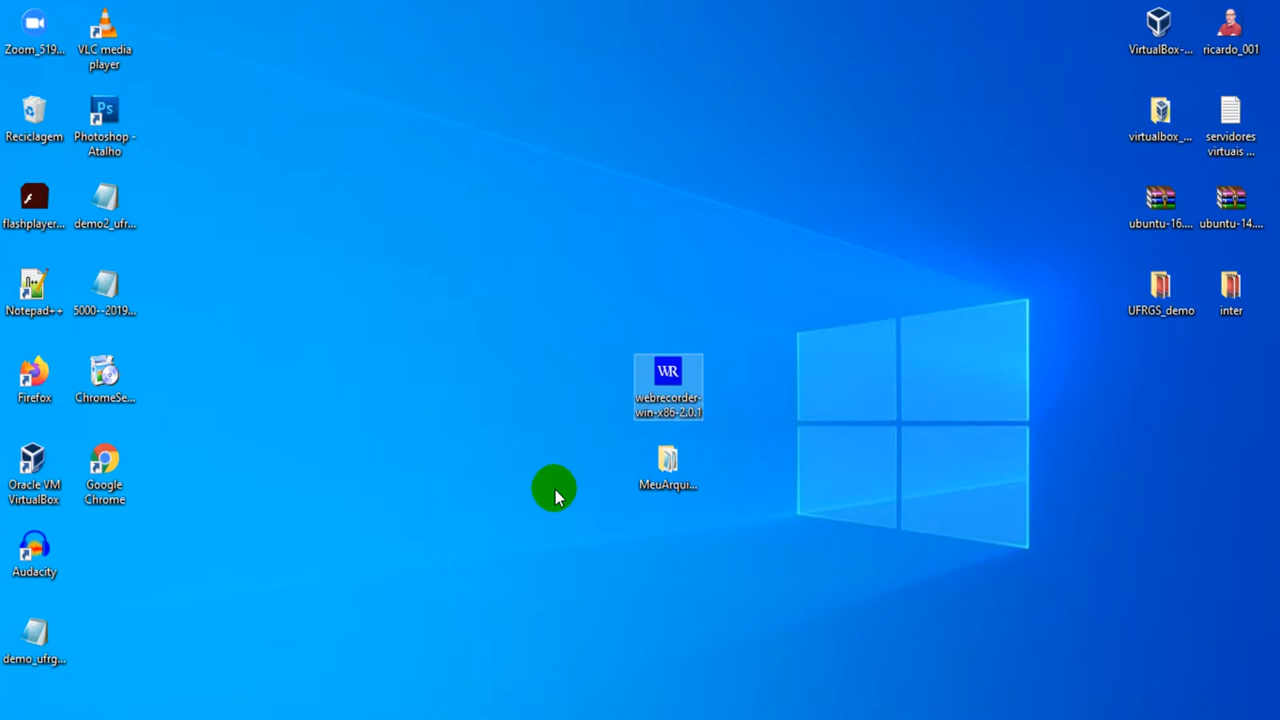 Zoom_519...
VLC media
player
Reciclagem
Ps
Photoshop -
Atalho
flashplayer...
demo2_ufr...
Notepad++
5000--2019...
Firefox
ChromeSe...
Oracle VM
VirtualBox
Google
Chrome
Audacity
demo_ufrg...
WR
webrecorder-
win-x86-2.0.1
MeuArqui...
VirtualBox-...
ricardo_001
virtualbox_...
servidores
virtuais ...
ubuntu-16....
ubuntu-14....
UFRGS_demo
inter